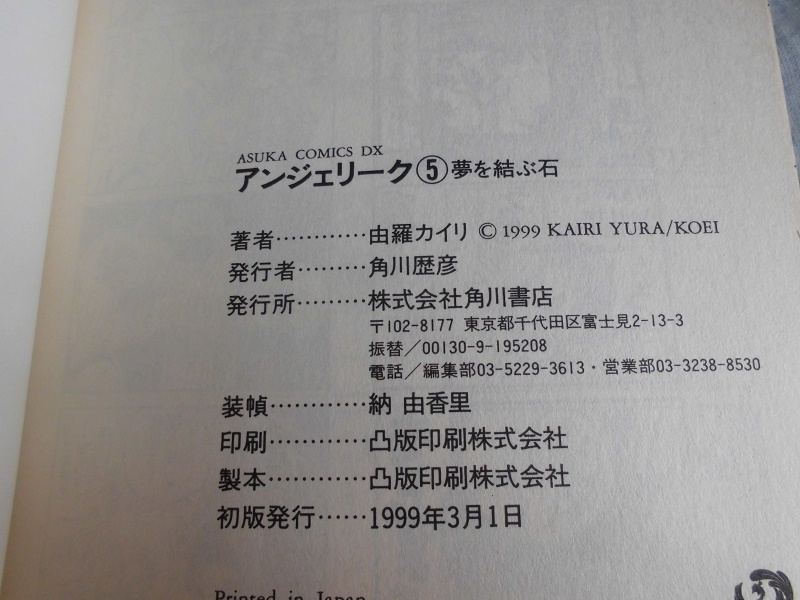 ASUKA COMICS DX
アンジェリーク⑤夢を結ぶ石
著者…………由羅カイリ © 1999 KAIRI YURA/KOEI
発行者………角川歴彦
発行所………株式会社角川書店
〒102-8177 東京都千代田区富士見2-13-3
振替／00130-9-195208
電話／編集部03-5229-3613・営業部03-3238-8530
装幀…………納 由香里
印刷…………凸版印刷株式会社
製本…………凸版印刷株式会社
初版発行……1999年3月1日
Printed in Japan